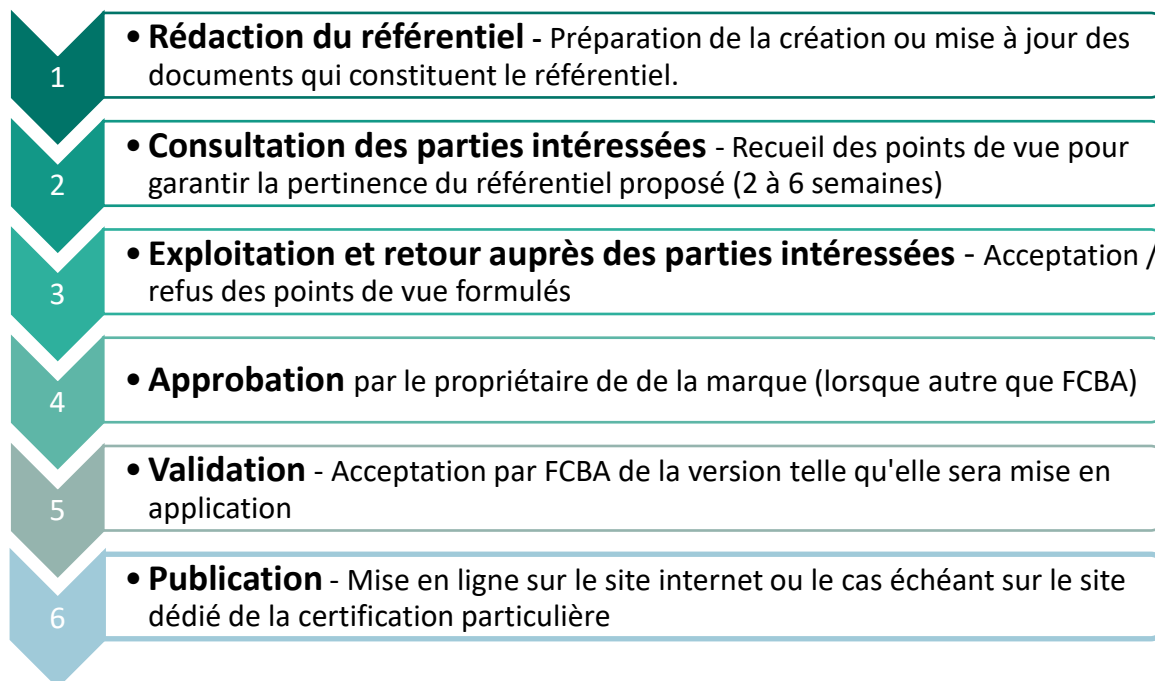 1
• Rédaction du référentiel - Préparation de la création ou mise à jour des
documents qui constituent le référentiel.
2
• Consultation des parties intéressées - Recueil des points de vue pour
garantir la pertinence du référentiel proposé (2 à 6 semaines)
3
• Exploitation et retour auprès des parties intéressées - Acceptation /
refus des points de vue formulés
4
• Approbation par le propriétaire de de la marque (lorsque autre que FCBA)
5
• Validation - Acceptation par FCBA de la version telle qu'elle sera mise en
application
6
• Publication - Mise en ligne sur le site internet ou le cas échéant sur le site
dédié de la certification particulière